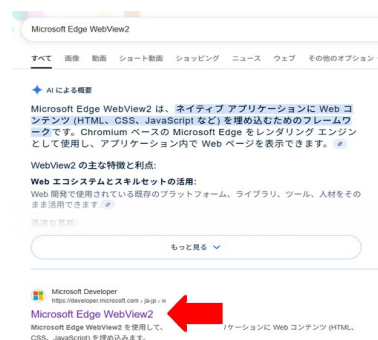 Microsoft Edge WebView2
すべて 画像 動画 ショート動画 ショッピング ニュース ウェブ その他のオプション
AI による概要
Microsoft Edge WebView2 は、ネイティブ アプリケーションに Web コ
ンテンツ (HTML、CSS、JavaScript など) を埋め込むためのフレームワ
ークです。Chromium ベースの Microsoft Edge をレンダリング エンジン
として使用し、アプリケーション内で Web ページを表示できます。
WebView2 の主な特徴と利点:
Web エコシステムとスキルセットの活用:
Web 開発で使用されている既存のプラットフォーム、ライブラリ、ツール、人材をその
まま活用できます
もっと見る
Microsoft Developer
https://developer.microsoft.com › ja-jp › w
Microsoft Edge WebView2
Microsoft Edge WebView2 を使用して、 ケーションに Web コンテンツ (HTML、
CSS、JavaScript) を埋め込みます。